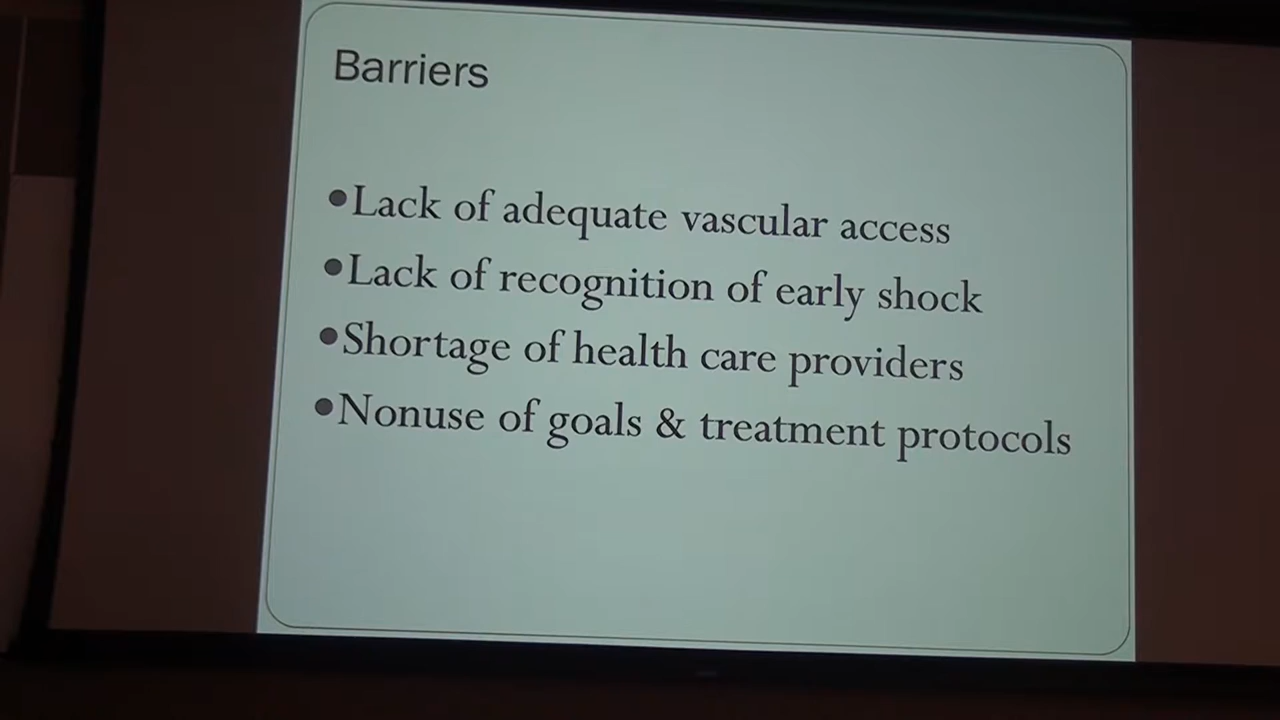 Barriers
•Lack of adequate vascular access
•Lack of recognition of early shock
•Shortage of health care providers
•Nonuse of goals & treatment protocols